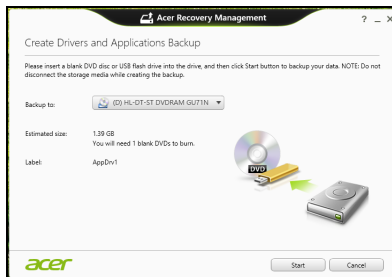 Acer Recovery Management
? _ X
Create Drivers and Applications Backup
Please insert a blank DVD disc or USB flash drive into the drive, and then click Start button to backup your data. NOTE: Do not
disconnect the storage media while creating the backup.
Backup to: (D) HL-DT-ST DVDRAM GU71N
Estimated size: 1.39 GB
You will need 1 blank DVDs to burn.
Label: AppDrv1
DVD
acer
Start Cancel